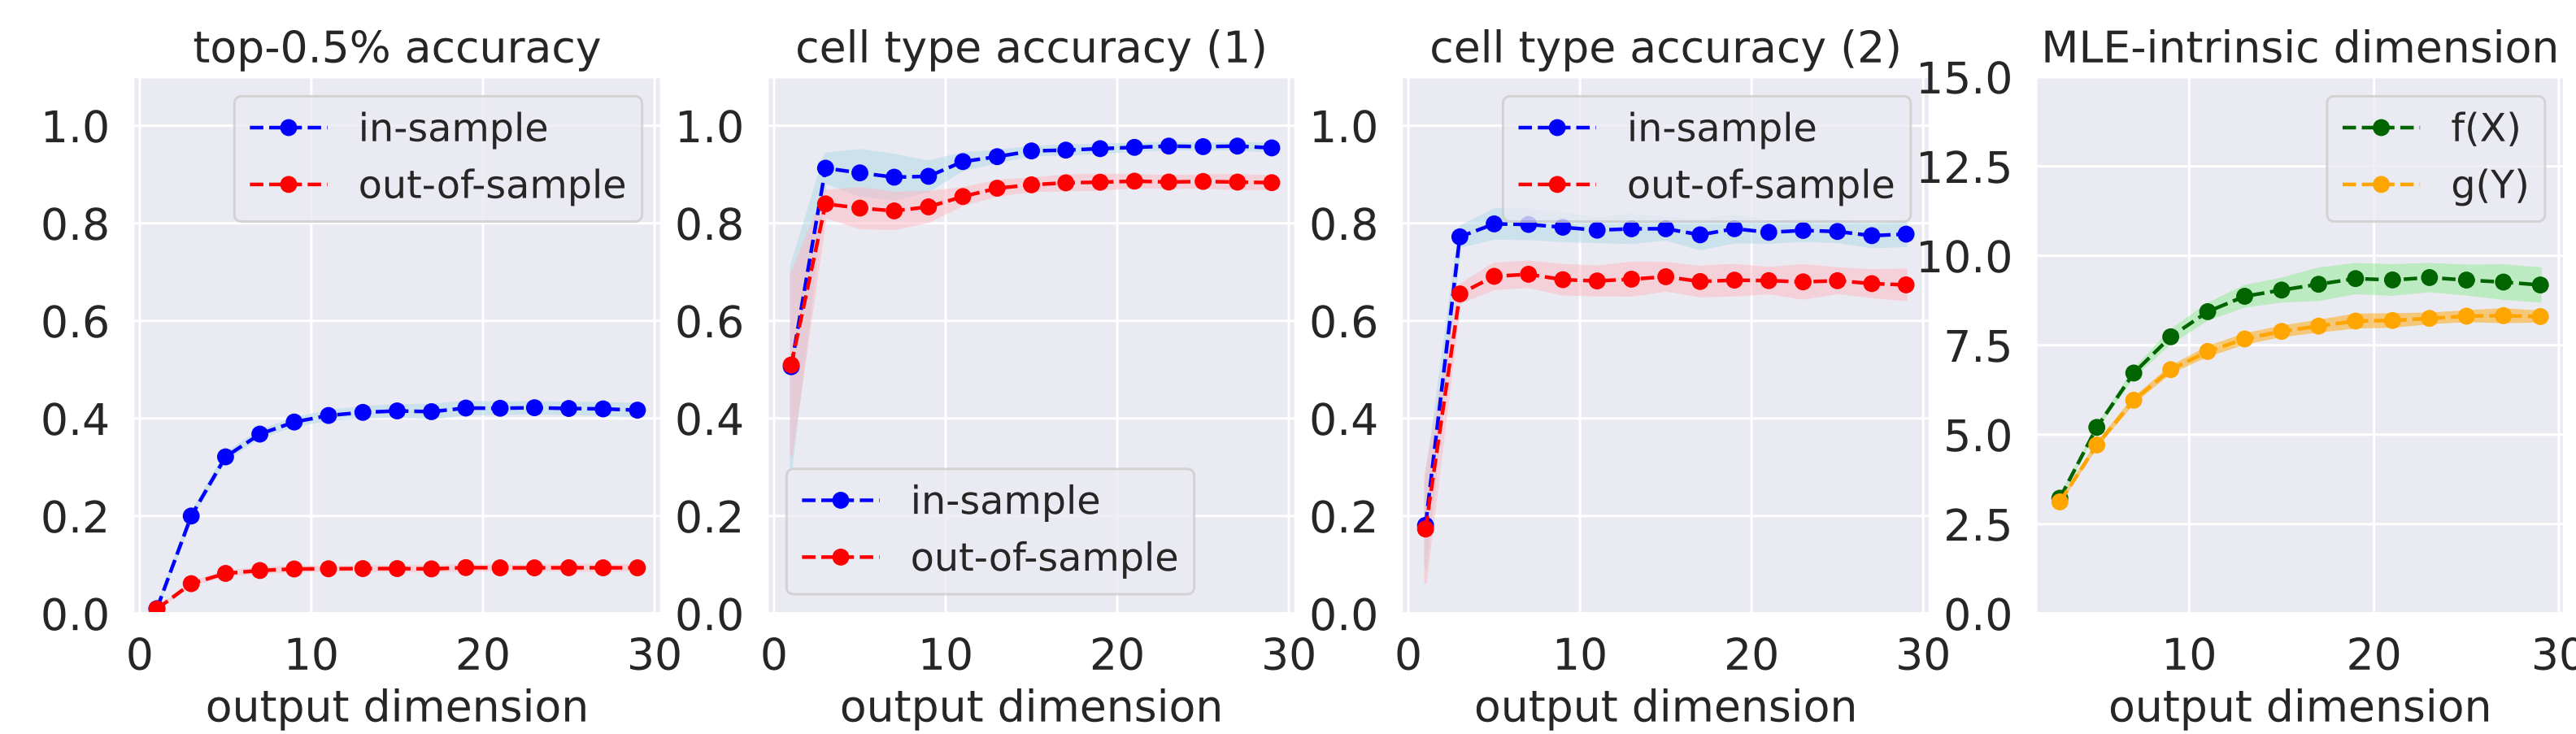 top-0.5% accuracy
1.0
0.8
0.6
0.4
0.2
0.0
0 10 20 30
output dimension
in-sample
out-of-sample
cell type accuracy (1)
1.0
0.8
0.6
0.4
0.2
0.0
0 10 20 30
output dimension
in-sample
out-of-sample
cell type accuracy (2)
1.0
0.8
0.6
0.4
0.2
0.0
0 10 20 30
output dimension
in-sample
out-of-sample
MLE-intrinsic dimension
15.0
12.5
10.0
7.5
5.0
2.5
0.0
10 20 30
output dimension
f(X)
g(Y)